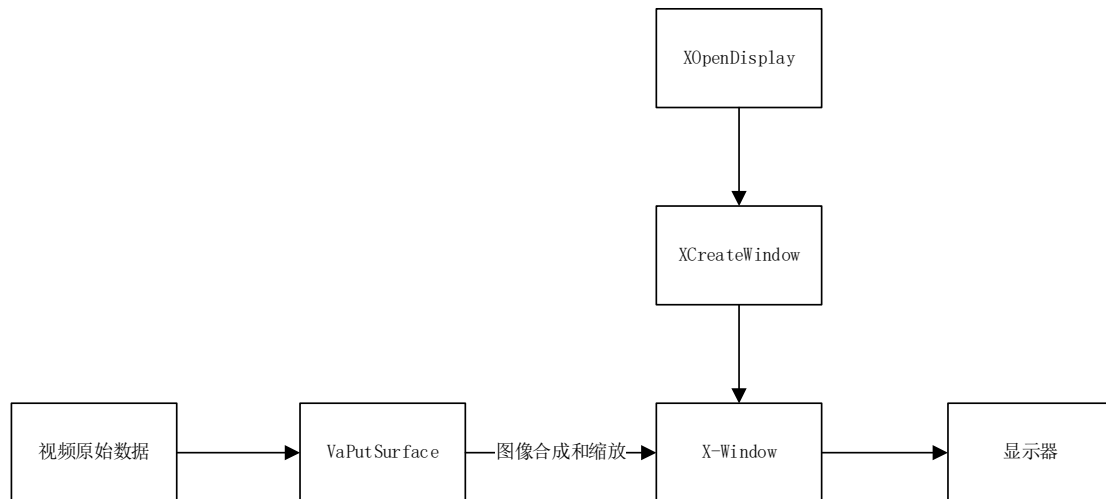 XOpenDisplay
XCreateWindow
视频原始数据
VaPutSurface
图像合成和缩放
X-Window
显示器